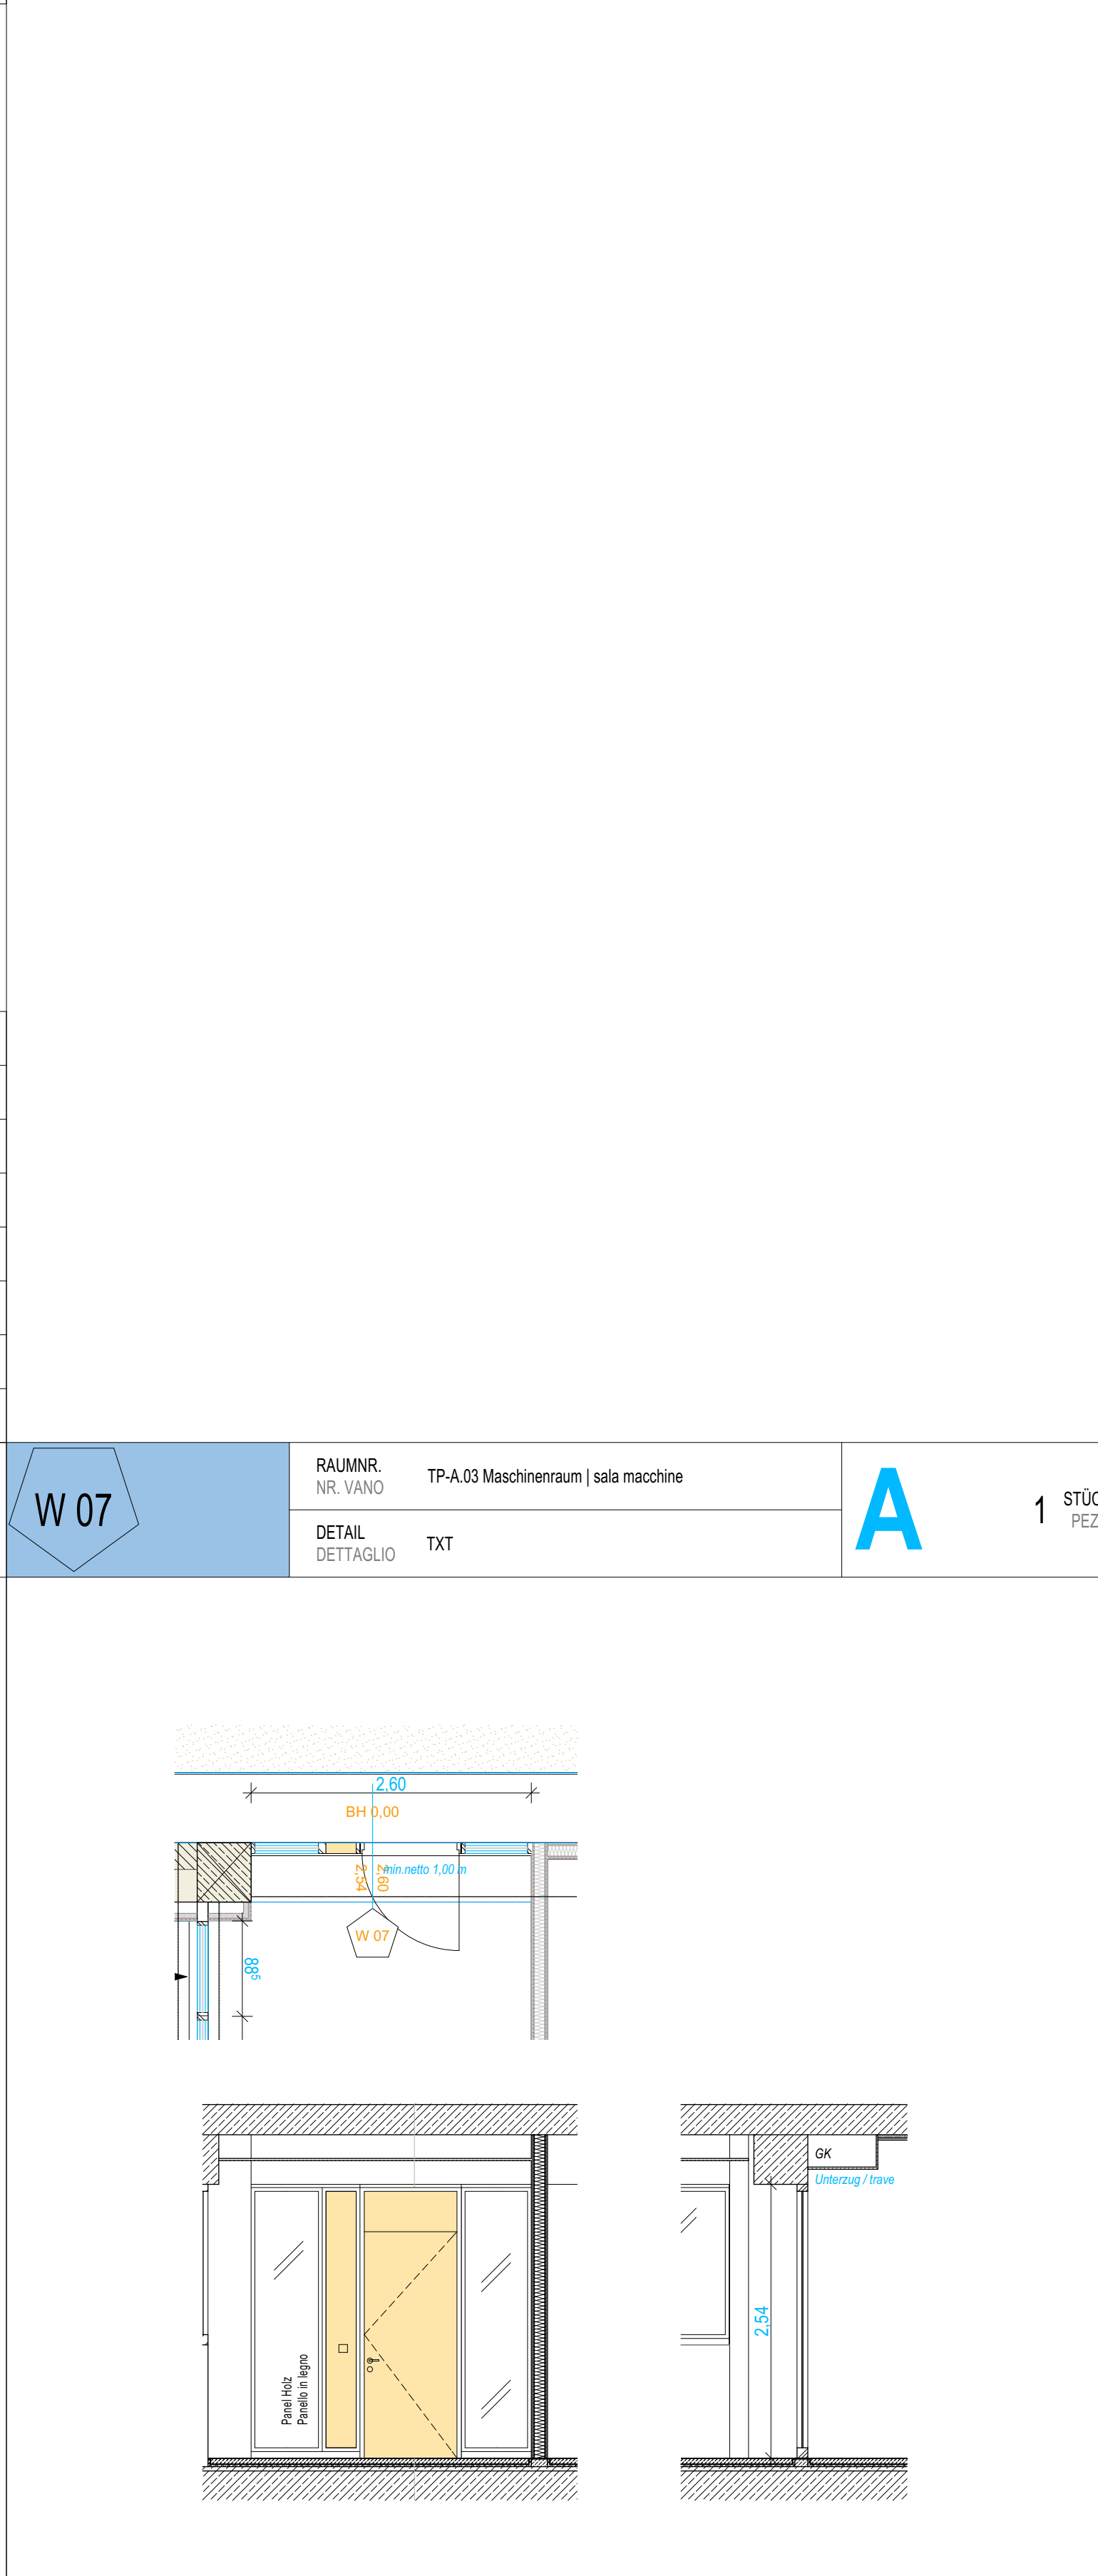 W 07
RAUMNR.
NR. VANO
TP-A.03 Maschinenraum | sala macchine
DETAIL
DETTAGLIO
TXT
A
1
STÜC
PEZ
2,60
BH 0,00
2,60
2,54
min.netto 1,00 m
W 07
88⁵
GK
Unterzug / trave
2,54
Panel Holz
Panello in legno